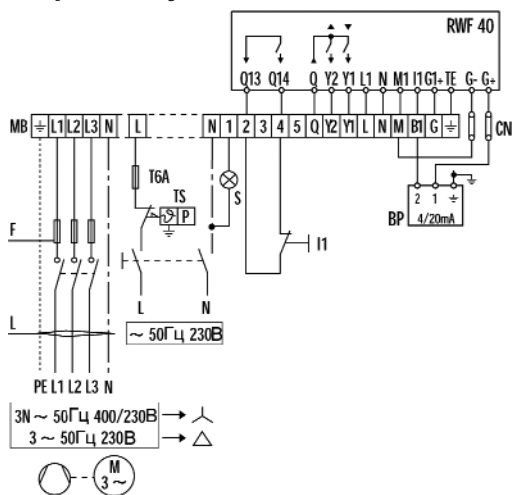 RWF 40
Q13 Q14 Q Y2 Y1 L1 N M1 I1 G1+ TE G- G+
MB L1 L2 L3 N L N 1 2 3 4 5 Q Y2 Y1 L N M B1 G CN
T6A
TS
ϑ P
S
2 1
BP 4/20mA
F
I1
L N
L
~ 50Гц 230В
PE L1 L2 L3 N
3N ~ 50Гц 400/230В
3 ~ 50Гц 230В
M
3 ~